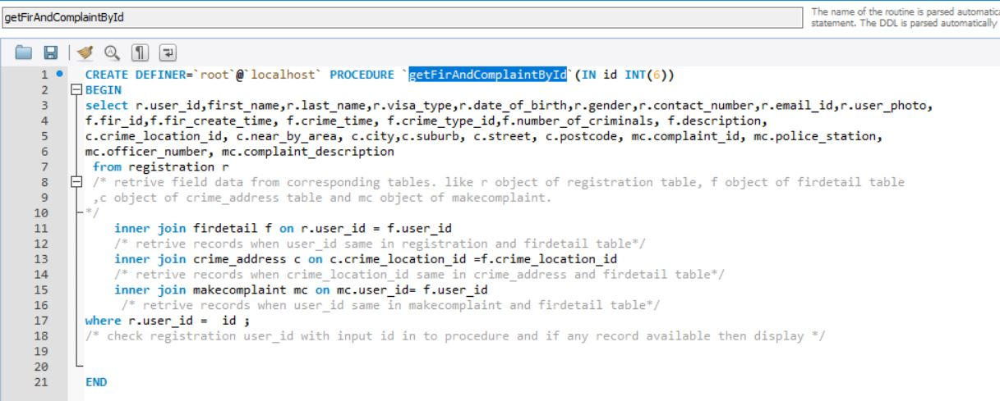 getFirAndComplaintById
The name of the routine is parsed automatica
statement. The DDL is parsed automatically
1 CREATE DEFINER=`root`@`localhost` PROCEDURE `getFirAndComplaintById`(IN id INT(6))
2 BEGIN
3 select r.user_id,first_name,r.last_name,r.visa_type,r.date_of_birth,r.gender,r.contact_number,r.email_id,r.user_photo,
4 f.fir_id,f.fir_create_time, f.crime_time, f.crime_type_id,f.number_of_criminals, f.description,
5 c.crime_location_id, c.near_by_area, c.city,c.suburb, c.street, c.postcode, mc.complaint_id, mc.police_station,
6 mc.officer_number, mc.complaint_description
7 from registration r
8 /* retrive field data from corresponding tables. like r object of registration table, f object of firdetail table
9 ,c object of crime_address table and mc object of makecomplaint.
10 */
11 inner join firdetail f on r.user_id = f.user_id
12 /* retrive records when user_id same in registration and firdetail table*/
13 inner join crime_address c on c.crime_location_id =f.crime_location_id
14 /* retrive records when crime_location_id same in crime_address and firdetail table*/
15 inner join makecomplaint mc on mc.user_id= f.user_id
16 /* retrive records when user_id same in makecomplaint and firdetail table*/
17 where r.user_id =  id ;
18 /* check registration user_id with input id in to procedure and if any record available then display */
19
20
21 END